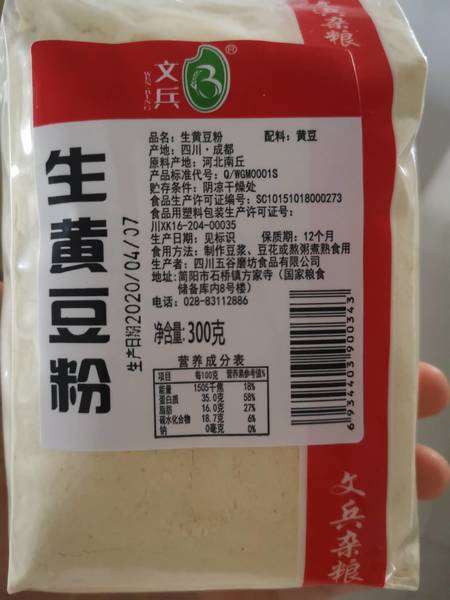 文兵杂粮
文兵
WEN BING
®
生黄豆粉
品名：生黄豆粉 配料：黄豆
产地：四川·成都
原料产地：河北南丘
产品标准代号：Q/WGM0001S
贮存条件：阴凉干燥处
食品生产许可证编号：SC10151018000273
食品用塑料包装生产许可证号：
川XK16-204-00035
生产日期：见标识 保质期：12个月
食用方法：制作豆浆、豆花或熬粥煮熟食用
生产者：四川五谷磨坊食品有限公司
地址：简阳市石桥镇方家寺（国家粮食
储备库内8号楼）
电话：028-83112886
生产日期2020/04/07
净含量：300克
营养成分表
项目 每100克 营养素参考值%
能量 1505千焦 18%
蛋白质 35.0克 58%
脂肪 16.0克 27%
碳水化合物 18.7克 6%
钠 0毫克 0%
6934403900343
文兵杂粮